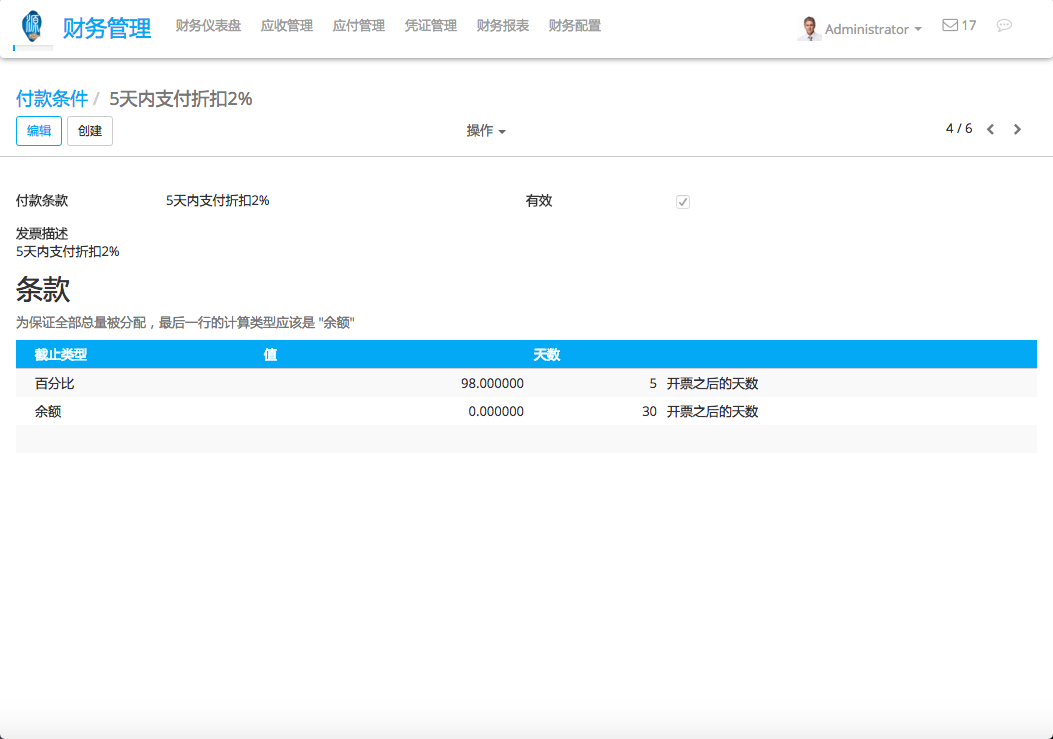 源
财务管理 财务仪表盘 应收管理 应付管理 凭证管理 财务报表 财务配置 Administrator 17
付款条件 / 5天内支付折扣2%
编辑 创建 操作 4 / 6
付款条款 5天内支付折扣2% 有效
发票描述
5天内支付折扣2%
条款
为保证全部总量被分配，最后一行的计算类型应该是 "余额"
截止类型 值 天数
百分比 98.000000 5 开票之后的天数
余额 0.000000 30 开票之后的天数